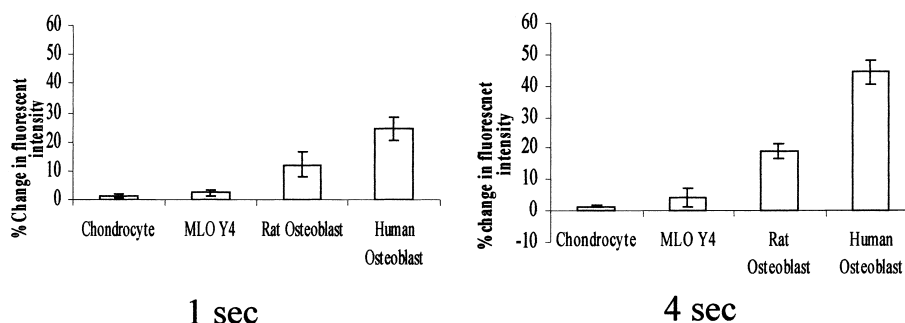 % Change in fluorescent
intensity
60
50
40
30
20
10
0
Chondrocyte MLO Y4 Rat Osteoblast Human
Osteoblast
1 sec
% change in fluorescnet
intensity
60
50
40
30
20
10
0
-10
Chondrocyte MLO Y4 Rat Human
Osteoblast Osteoblast
4 sec